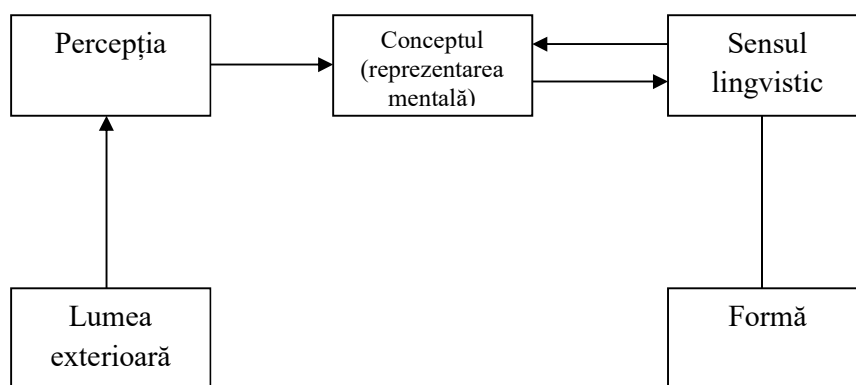 Percepția
Conceptul
(reprezentarea
mentală)
Sensul
lingvistic
Lumea
exterioară
Formă